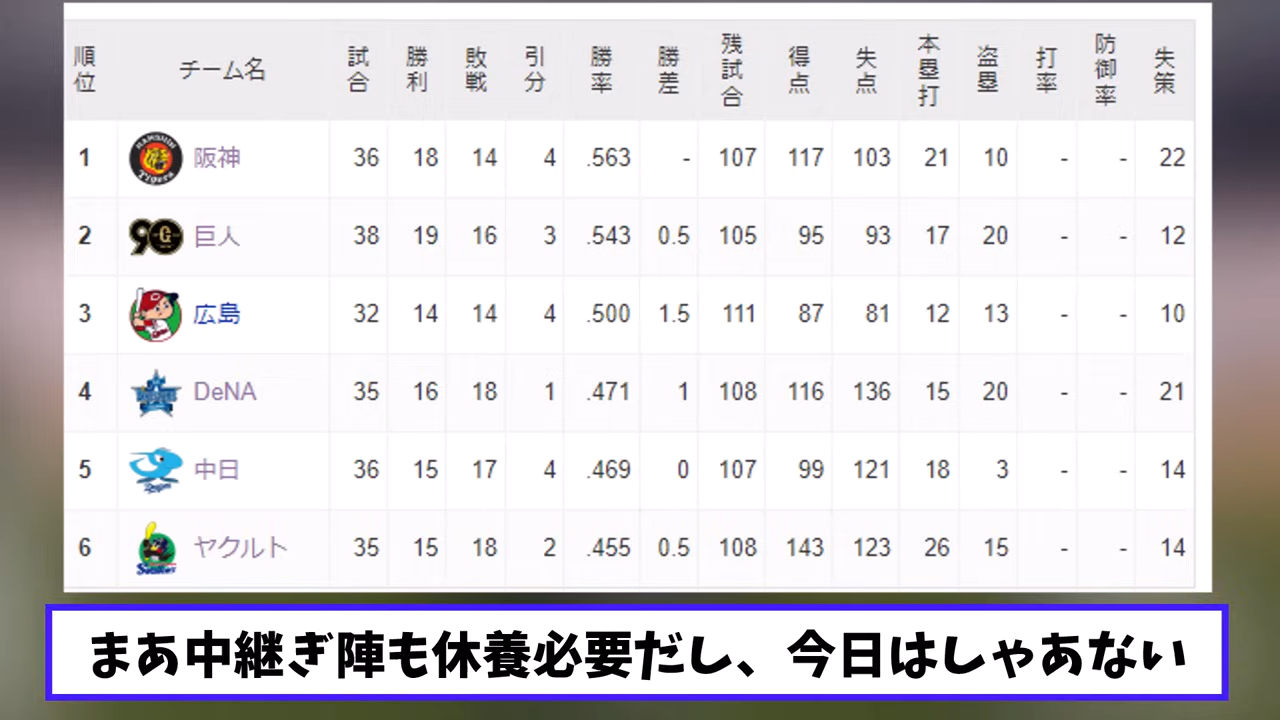 順位 チーム名 試合 勝利 敗戦 引分 勝率 勝差 残試合 得点 失点 本塁打 盗塁 打率 防御率 失策
1 HANSHIN Tigers 阪神 36 18 14 4 .563 - 107 117 103 21 10 - - 22
2 90 G 巨人 38 19 16 3 .543 0.5 105 95 93 17 20 - - 12
3 C 広島 32 14 14 4 .500 1.5 111 87 81 12 13 - - 10
4 DeNA 35 16 18 1 .471 1 108 116 136 15 20 - - 21
5 中日 36 15 17 4 .469 0 107 99 121 18 3 - - 14
6 ヤクルト 35 15 18 2 .455 0.5 108 143 123 26 15 - - 14
まあ中継ぎ陣も休養必要だし、今日はしゃあない